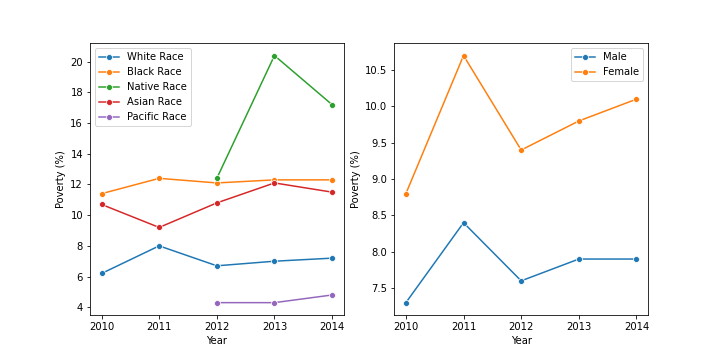 White Race
Black Race
Native Race
Asian Race
Pacific Race
20
18
16
14
12
10
8
6
4
Poverty (%)
2010 2011 2012 2013 2014
Year
Male
Female
10.5
10.0
9.5
9.0
8.5
8.0
7.5
Poverty (%)
2010 2011 2012 2013 2014
Year